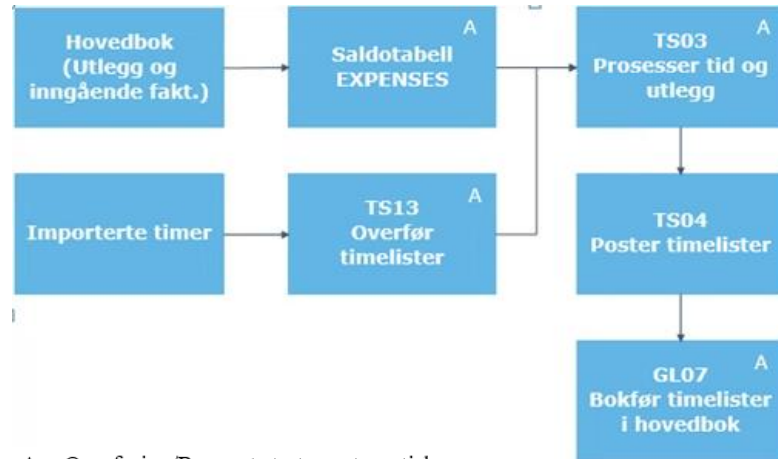 Hovedbok
(Utlegg og
inngående fakt.)
A
Saldotabell
EXPENSES
A
TS03
Prosesser tid og
utlegg
Importerte timer
A
TS13
Overfør
timelister
TS04
Poster timelister
A
GL07
Bokfør timelister
i hovedbok